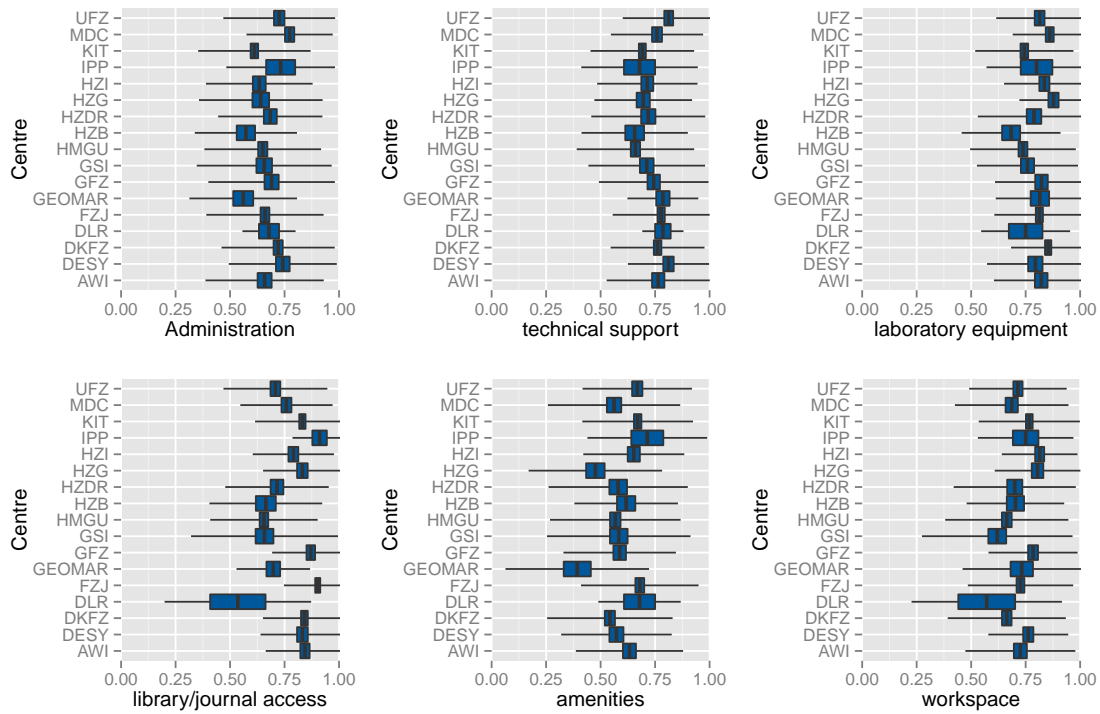 Centre
UFZ
MDC
KIT
IPP
HZI
HZG
HZDR
HZB
HMGU
GSI
GFZ
GEOMAR
FZJ
DLR
DKFZ
DESY
AWI
0.00 0.25 0.50 0.75 1.00
Administration
Centre
UFZ
MDC
KIT
IPP
HZI
HZG
HZDR
HZB
HMGU
GSI
GFZ
GEOMAR
FZJ
DLR
DKFZ
DESY
AWI
0.00 0.25 0.50 0.75 1.00
technical support
Centre
UFZ
MDC
KIT
IPP
HZI
HZG
HZDR
HZB
HMGU
GSI
GFZ
GEOMAR
FZJ
DLR
DKFZ
DESY
AWI
0.00 0.25 0.50 0.75 1.00
laboratory equipment
Centre
UFZ
MDC
KIT
IPP
HZI
HZG
HZDR
HZB
HMGU
GSI
GFZ
GEOMAR
FZJ
DLR
DKFZ
DESY
AWI
0.00 0.25 0.50 0.75 1.00
library/journal access
Centre
UFZ
MDC
KIT
IPP
HZI
HZG
HZDR
HZB
HMGU
GSI
GFZ
GEOMAR
FZJ
DLR
DKFZ
DESY
AWI
0.00 0.25 0.50 0.75 1.00
amenities
Centre
UFZ
MDC
KIT
IPP
HZI
HZG
HZDR
HZB
HMGU
GSI
GFZ
GEOMAR
FZJ
DLR
DKFZ
DESY
AWI
0.00 0.25 0.50 0.75 1.00
workspace